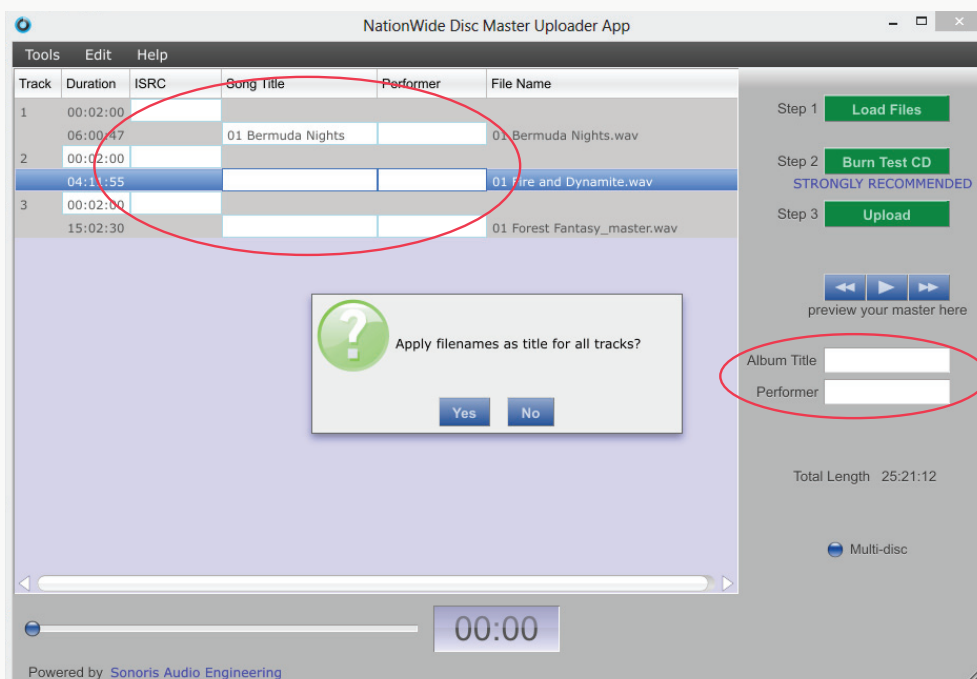 NationWide Disc Master Uploader App
Tools Edit Help
Track Duration ISRC Song Title Performer File Name
1 00:02:00
06:00:47 01 Bermuda Nights 01 Bermuda Nights.wav
2 00:02:00
04:11:55 01 Fire and Dynamite.wav
3 00:02:00
15:02:30 01 Forest Fantasy_master.wav
Apply filenames as title for all tracks?
Yes No
Step 1 Load Files
Step 2 Burn Test CD
STRONGLY RECOMMENDED
Step 3 Upload
preview your master here
Album Title
Performer
Total Length 25:21:12
Multi-disc
00:00
Powered by Sonoris Audio Engineering